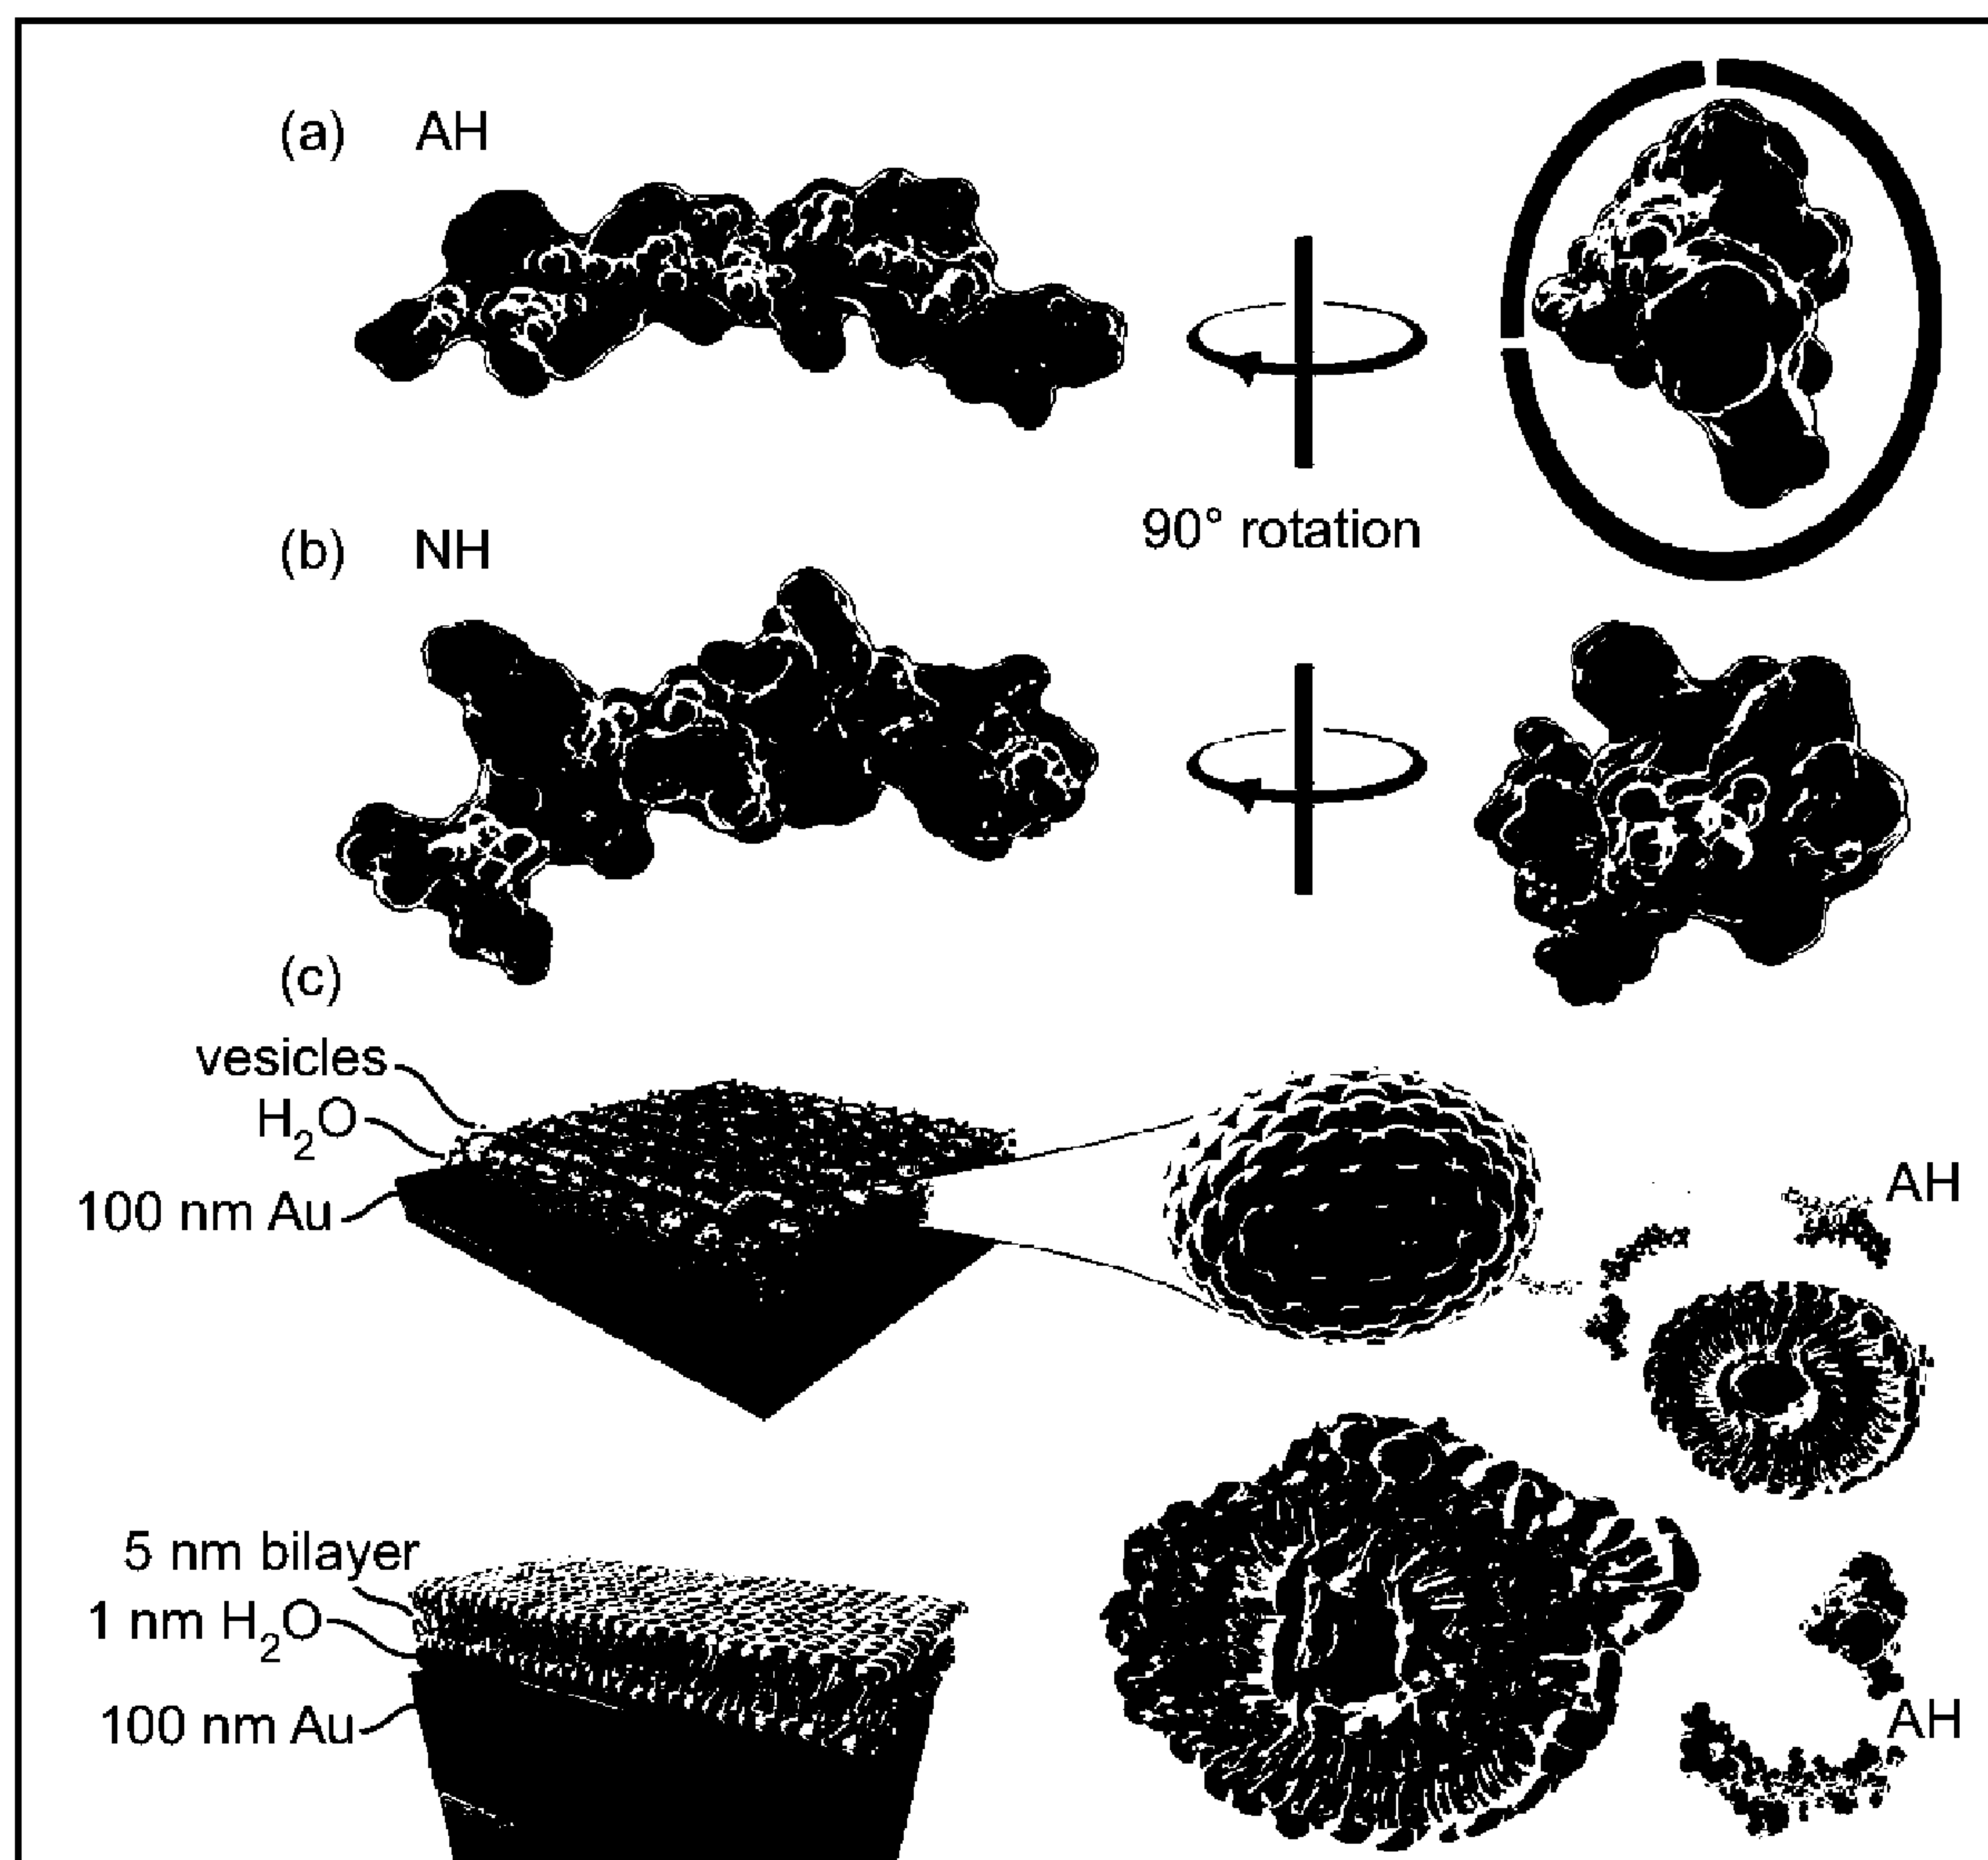 (a) AH
90° rotation
(b) NH
(c)
vesicles
H₂O
100 nm Au
AH
5 nm bilayer
1 nm H₂O
100 nm Au
AH